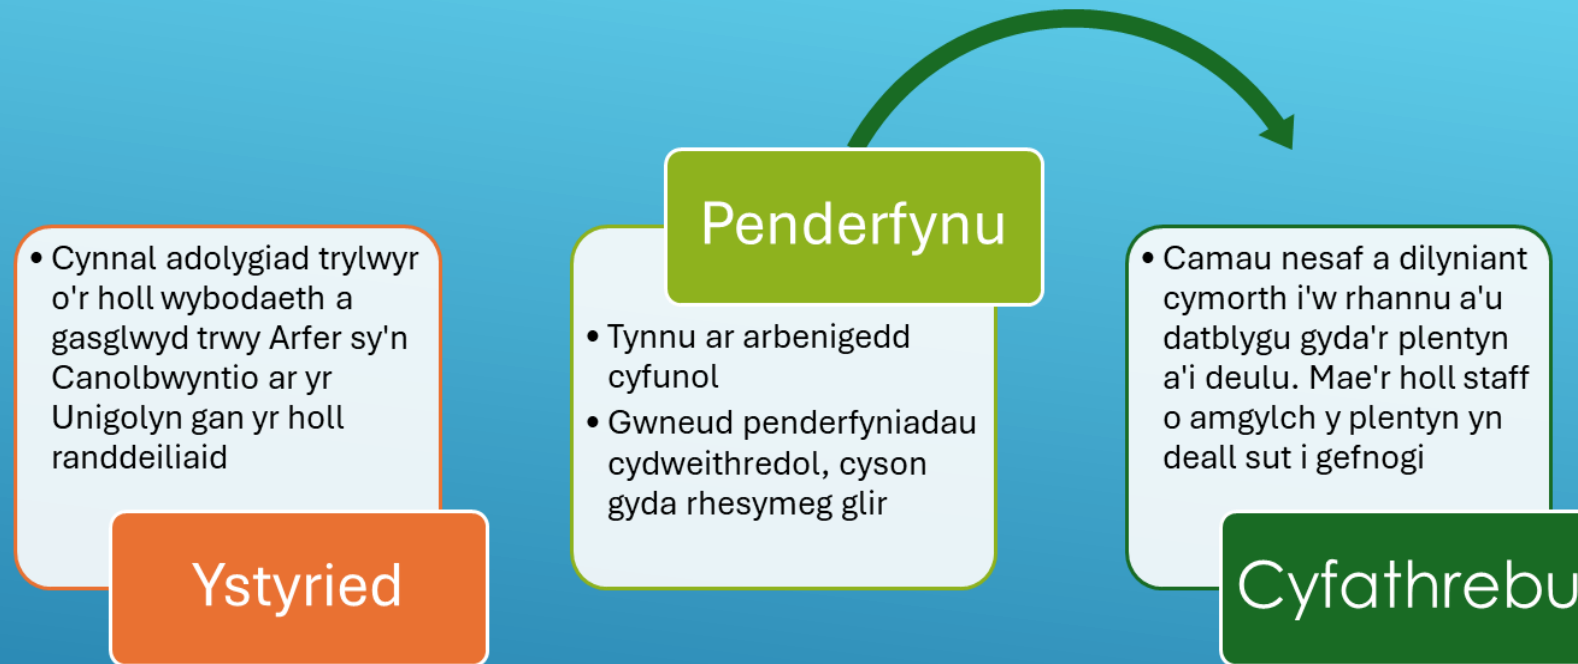 • Cynnal adolygiad trylwyr
o'r holl wybodaeth a
gasglwyd trwy Arfer sy'n
Canolbwyntio ar yr
Unigolyn gan yr holl
randdeiliaid
Ystyried
Penderfynu
• Tynnu ar arbenigedd
cyfunol
• Gwneud penderfyniadau
cydweithredol, cyson
gyda rhesymeg glir
• Camau nesaf a dilyniant
cymorth i'w rhannu a'u
datblygu gyda'r plentyn
a'i deulu. Mae'r holl staff
o amgylch y plentyn yn
deall sut i gefnogi
Cyfathrebu